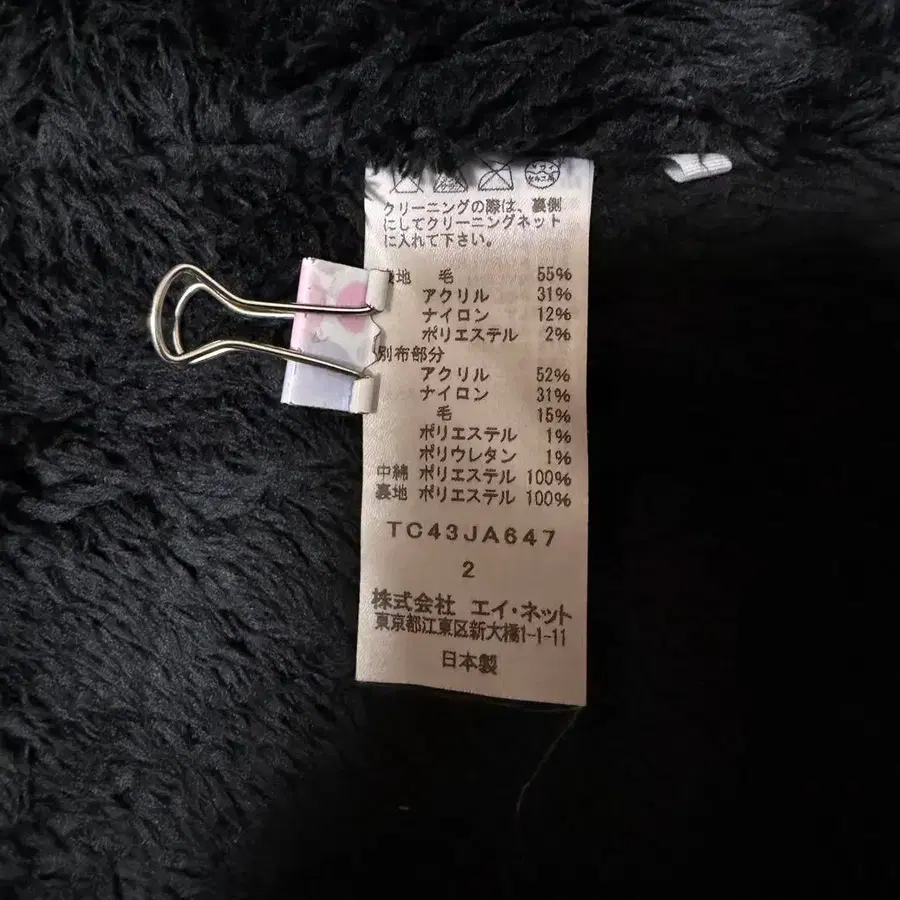 クリーニングの際は、裏側
にしてクリーニングネット
に入れて下さい。
地 毛 55%
アクリル 31%
ナイロン 12%
ポリエステル 2%
別布部分
アクリル 52%
ナイロン 31%
毛 15%
ポリエステル 1%
ポリウレタン 1%
中綿 ポリエステル 100%
裏地 ポリエステル 100%
TC43JA647
2
株式会社 エイ・ネット
東京都江東区新大橋1-1-11
日本製